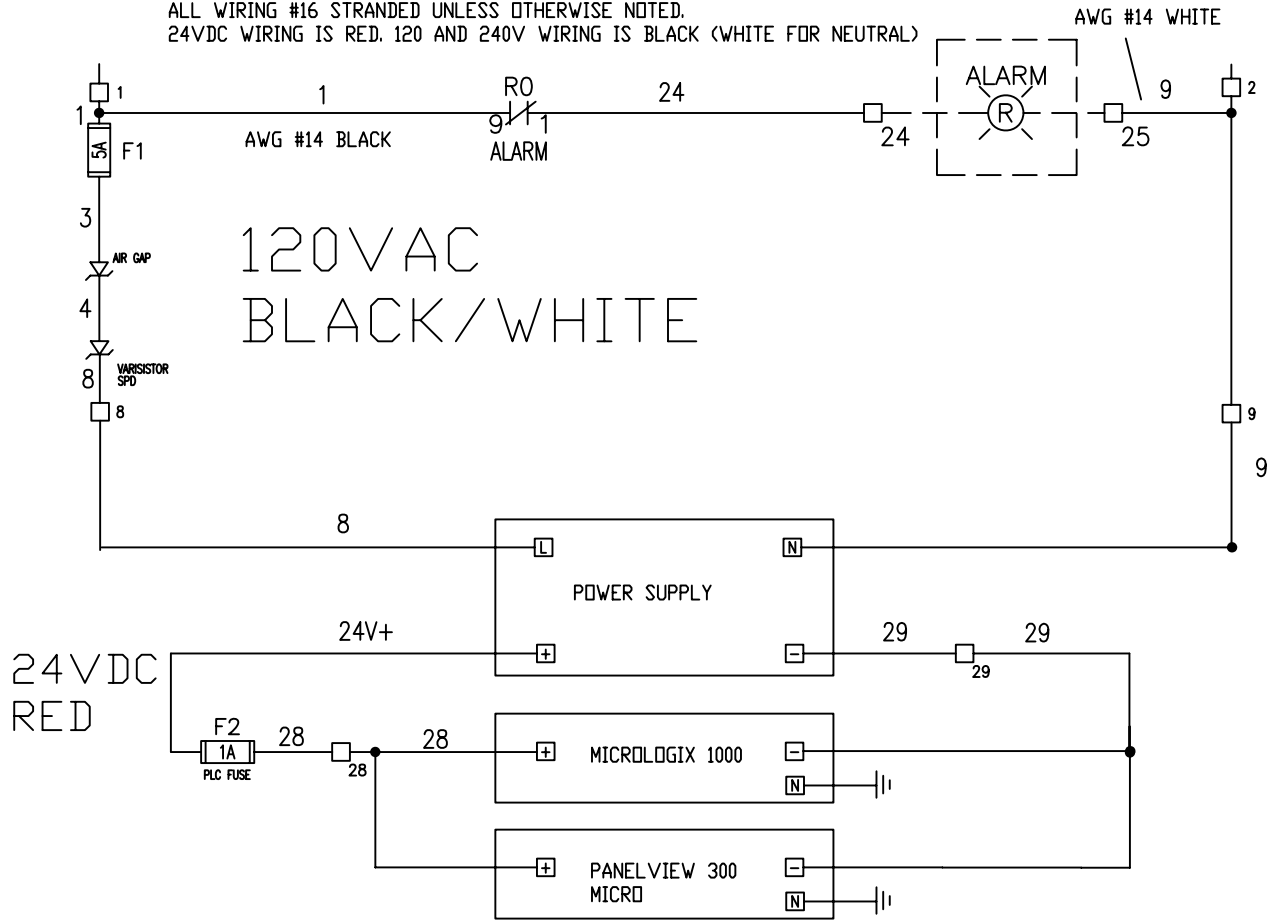 ALL WIRING #16 STRANDED UNLESS OTHERWISE NOTED.
24VDC WIRING IS RED. 120 AND 240V WIRING IS BLACK (WHITE FOR NEUTRAL)
AWG #14 WHITE
ALARM
1
1
R0
24
9
2
1
9
1
R
AWG #14 BLACK
ALARM
24
25
5A
F1
3
AIR GAP
120VAC
BLACK/WHITE
4
VARISISTOR
SPD
8
8
9
9
8
L
N
POWER SUPPLY
24V+
29
29
+
−
29
24VDC
RED
F2
1A
PLC FUSE
28
28
28
+
MICROLOGIX 1000
−
N
+
PANELVIEW 300
MICRO
−
N